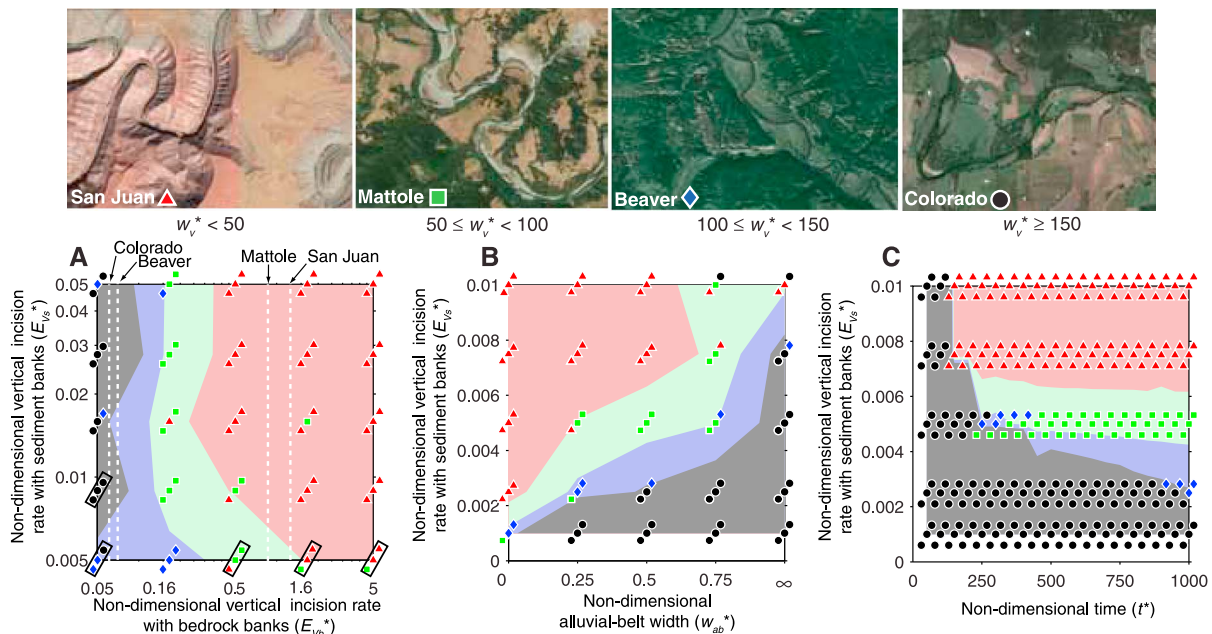 San Juan
Mattole
Beaver
Colorado
w_v* < 50
50 ≤ w_v* < 100
100 ≤ w_v* < 150
w_v* ≥ 150
A
Colorado
Beaver
Mattole
San Juan
Non-dimensional vertical incision
rate with sediment banks (E_Vs*)
0.05
0.04
0.03
0.02
0.01
0.005
0.05
0.16
0.5
1.6
5
Non-dimensional vertical incision rate
with bedrock banks (E_Vb*)
B
Non-dimensional vertical incision
rate with sediment banks (E_Vs*)
0.01
0.008
0.006
0.004
0.002
0
0
0.25
0.5
0.75
∞
Non-dimensional
alluvial-belt width (w_ab*)
C
Non-dimensional vertical incision
rate with sediment banks (E_Vs*)
0.01
0.008
0.006
0.004
0.002
0
0
250
500
750
1000
Non-dimensional time (t*)